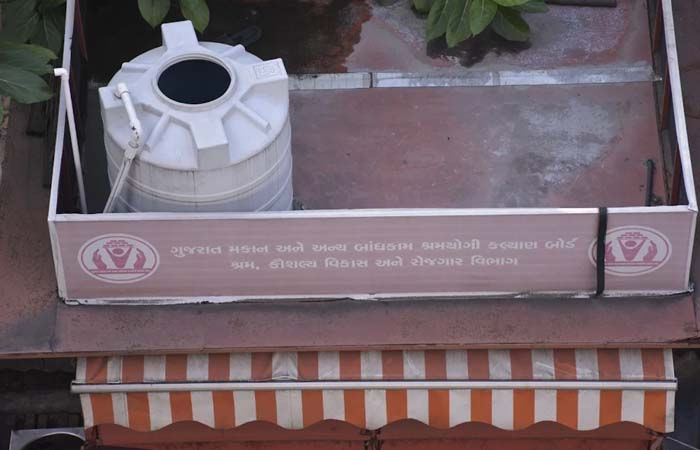 ગુજરાત મકાન અને અન્ય બાંધકામ શ્રમયોગી કલ્યાણ બોર્ડ
શ્રમ, કૌશલ્ય વિકાસ અને રોજગાર વિભાગ